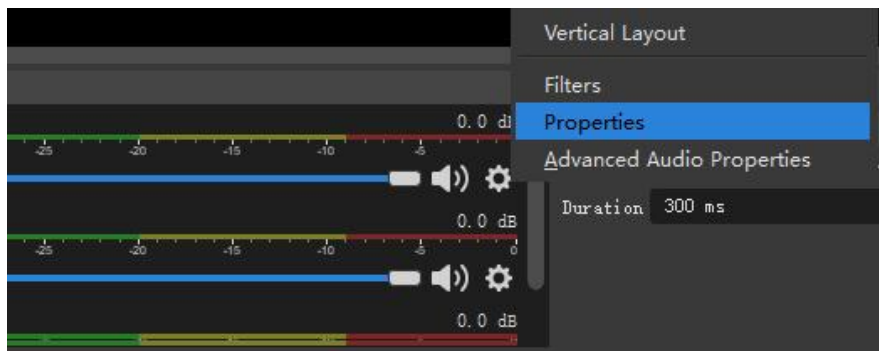 Vertical Layout
Filters
Properties
Advanced Audio Properties
0.0 dB
-25 -20 -15 -10 -5
Duration 300 ms
0.0 dB
-25 -20 -15 -10 -5 0
0.0 dB